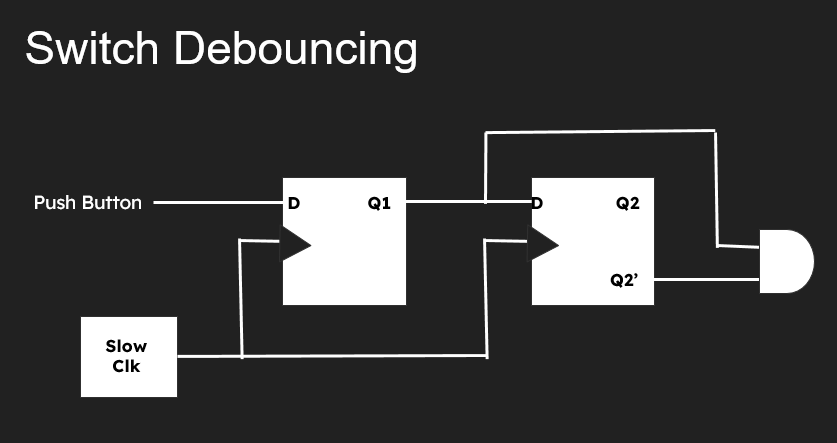 Switch Debouncing
Push Button
D
Q1
D
Q2
Q2’
Slow
Clk